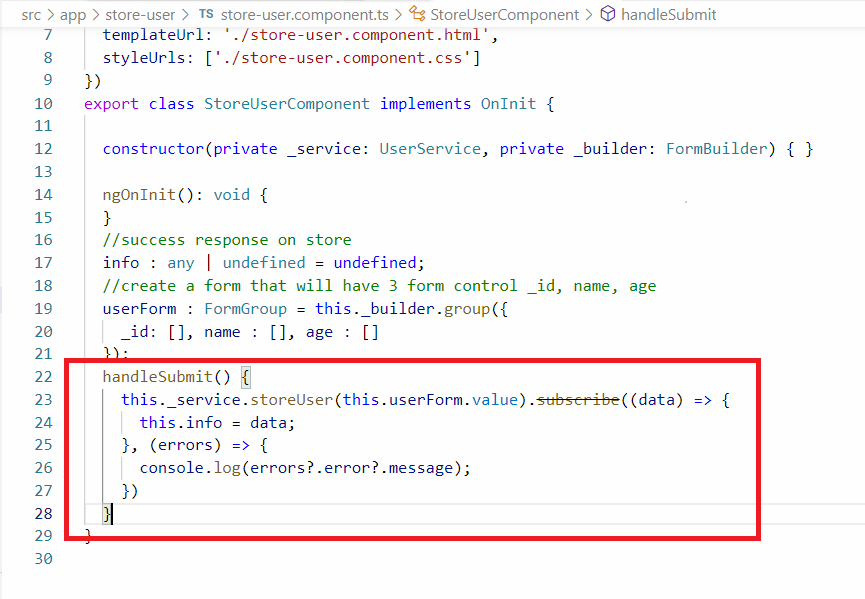 src > app > store-user > TS store-user.component.ts > StoreUserComponent > handleSubmit
7 templateUrl: './store-user.component.html',
8 styleUrls: ['./store-user.component.css']
9 })
10 export class StoreUserComponent implements OnInit {
11
12 constructor(private _service: UserService, private _builder: FormBuilder) { }
13
14 ngOnInit(): void {
15 }
16 //success response on store
17 info : any | undefined = undefined;
18 //create a form that will have 3 form control _id, name, age
19 userForm : FormGroup = this._builder.group({
20 _id: [], name : [], age : []
21 });
22 handleSubmit() {
23 this._service.storeUser(this.userForm.value).subscribe((data) => {
24 this.info = data;
25 }, (errors) => {
26 console.log(errors?.error?.message);
27 })
28 }
29 }
30